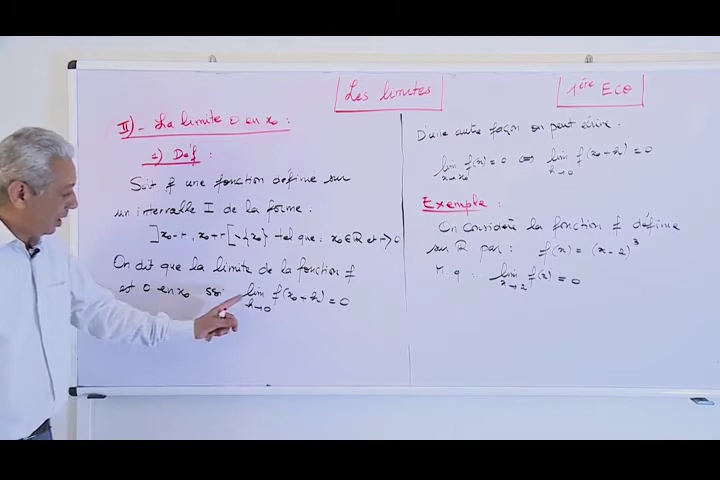 Les limites
1ère Eco
II)- La limite 0 en x₀ :
1) Déf :
Soit f une fonction définie sur
un intervalle I de la forme.
]x₀-r, x₀+r[ \ {x₀} tel que : x₀∈ℝ et r>0
On dit que la limite de la fonction f
est 0 en x₀ ssi lim f(x₀+h)=0
h→0
D'une autre façon on peut écrire.
lim f(x)=0 ⇔ lim f(x₀+h)=0
x→x₀ h→0
Exemple :
On considère la fonction f définie
sur ℝ par : f(x) = (x-2)³
M.q : lim f(x) = 0
x→2